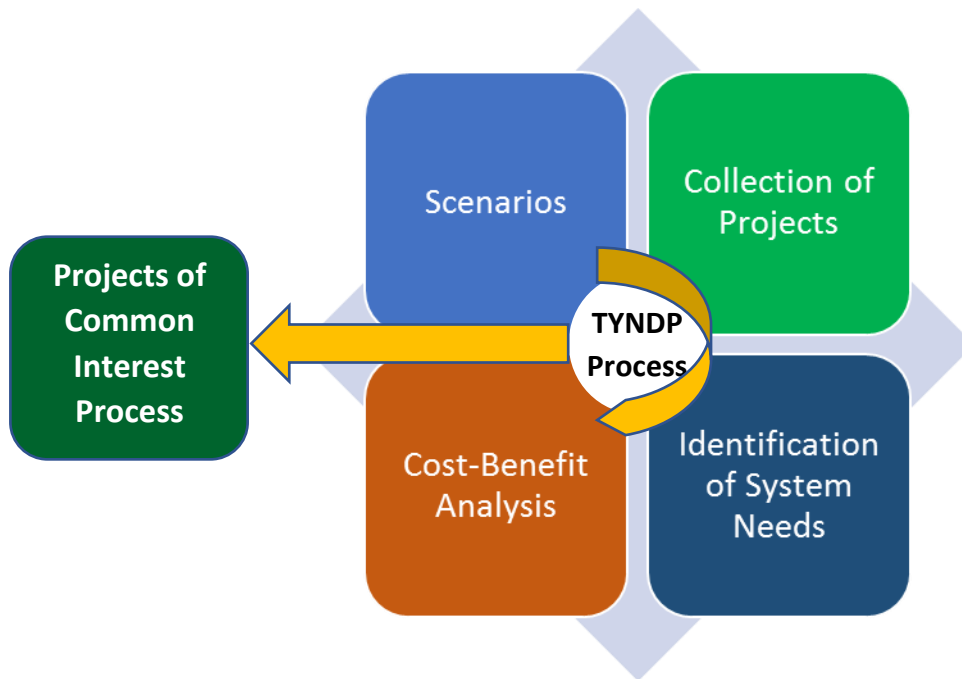 Scenarios
Collection of
Projects
Projects of
Common
Interest
Process
TYNDP
Process
Cost-Benefit
Analysis
Identification
of System
Needs